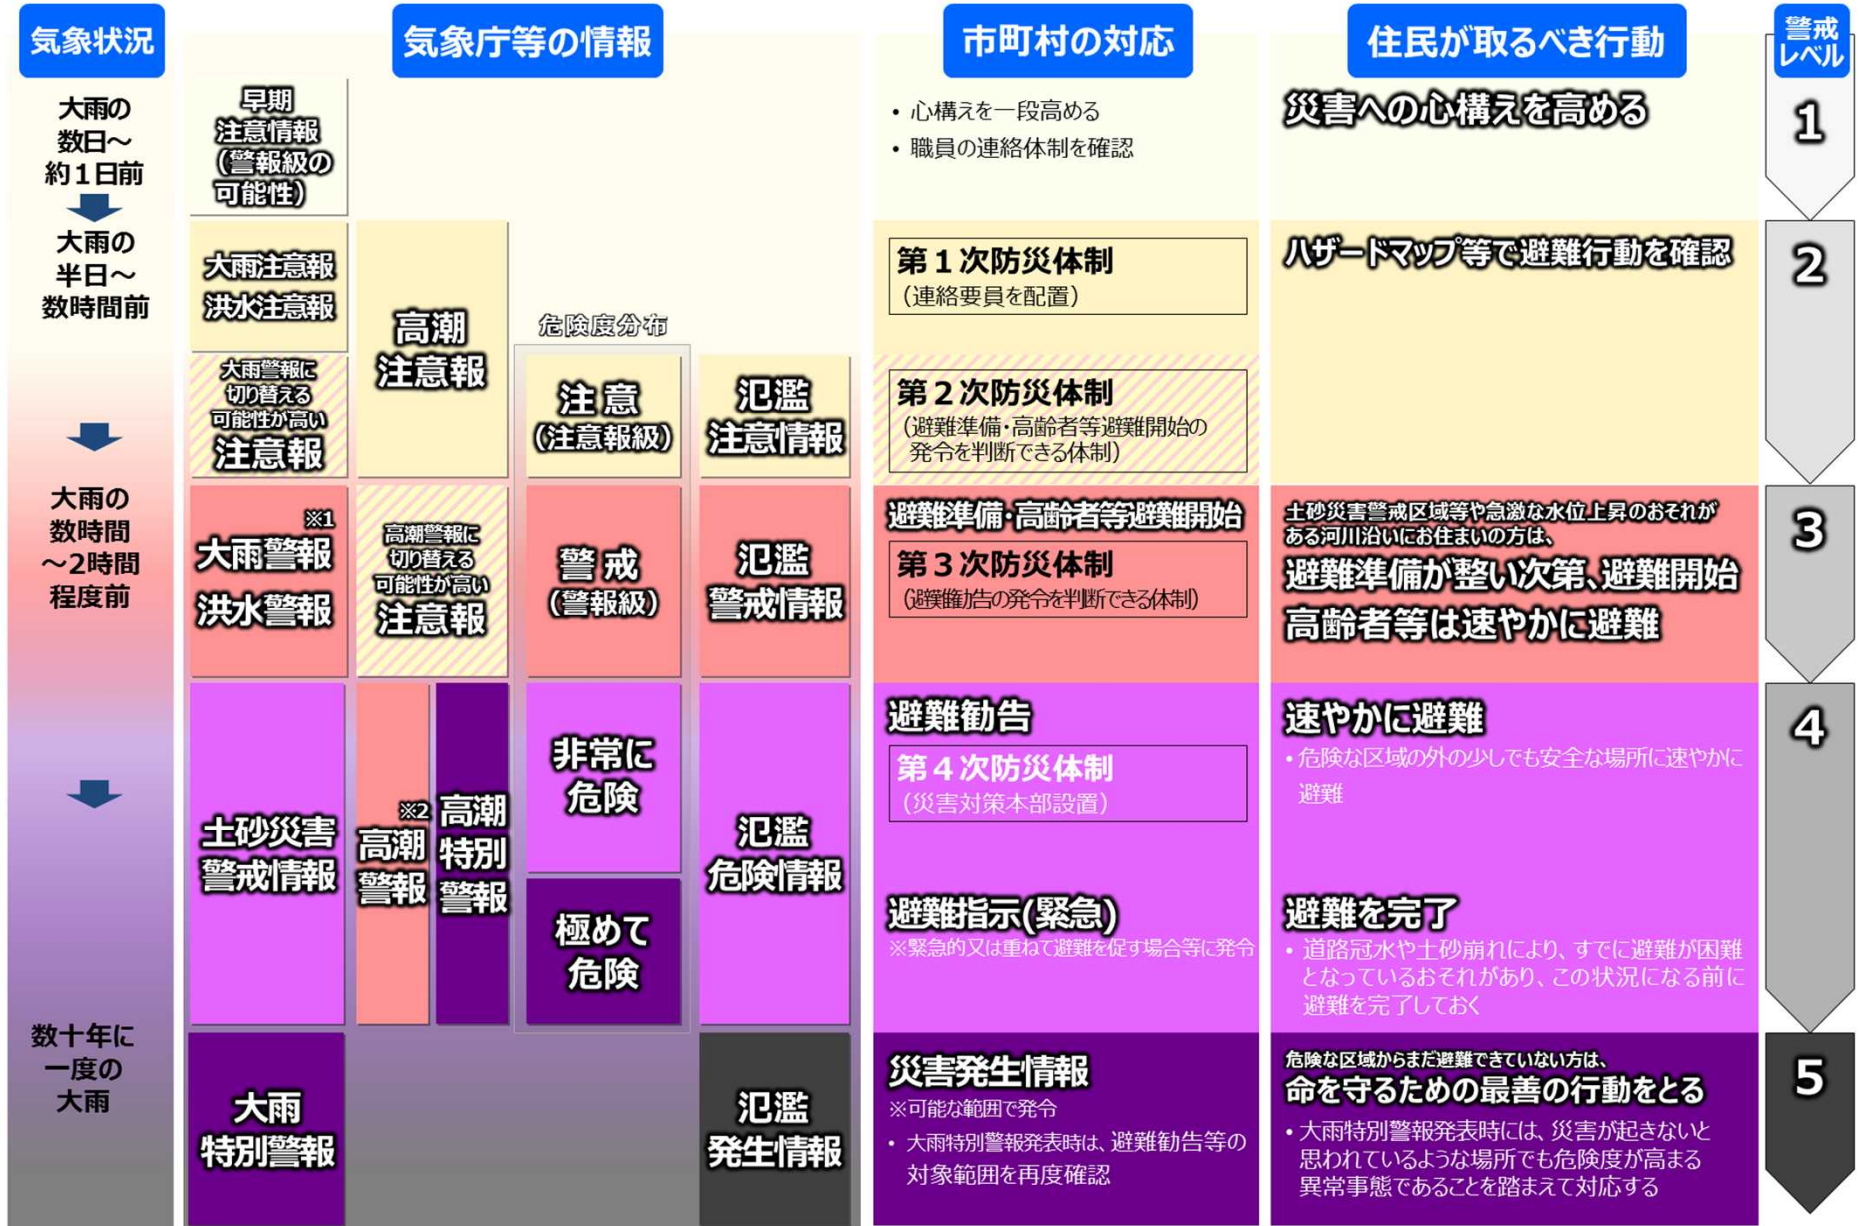 気象状況
気象庁等の情報
市町村の対応
住民が取るべき行動
警戒
レベル
大雨の
数日～
約１日前
早期
注意情報
（警報級の
可能性）
• 心構えを一段高める
• 職員の連絡体制を確認
災害への心構えを高める
1
大雨の
半日～
数時間前
大雨注意報
洪水注意報
高潮
注意報
危険度分布
第１次防災体制
（連絡要員を配置）
ハザードマップ等で避難行動を確認
2
大雨警報に
切り替える
可能性が高い
注意報
注 意
（注意報級）
氾濫
注意情報
第２次防災体制
（避難準備・高齢者等避難開始の
発令を判断できる体制）
大雨の
数時間
～2時間
程度前
※1
大雨警報
洪水警報
高潮警報に
切り替える
可能性が高い
注意報
警 戒
（警報級）
氾濫
警戒情報
避難準備・高齢者等避難開始
第３次防災体制
（避難勧告の発令を判断できる体制）
土砂災害警戒区域等や急激な水位上昇のおそれが
ある河川沿いにお住まいの方は、
避難準備が整い次第、避難開始
高齢者等は速やかに避難
3
土砂災害
警戒情報
※2
高潮
警報
高潮
特別
警報
非常に
危険
極めて
危険
氾濫
危険情報
避難勧告
第４次防災体制
（災害対策本部設置）
避難指示(緊急)
※緊急的又は重ねて避難を促す場合等に発令
速やかに避難
• 危険な区域の外の少しでも安全な場所に速やかに
避難
避難を完了
• 道路冠水や土砂崩れにより、すでに避難が困難
となっているおそれがあり、この状況になる前に
避難を完了しておく
4
数十年に
一度の
大雨
大雨
特別警報
氾濫
発生情報
災害発生情報
※可能な範囲で発令
• 大雨特別警報発表時は、避難勧告等の
対象範囲を再度確認
危険な区域からまだ避難できていない方は、
命を守るための最善の行動をとる
• 大雨特別警報発表時には、災害が起きないと
思われているような場所でも危険度が高まる
異常事態であることを踏まえて対応する
5